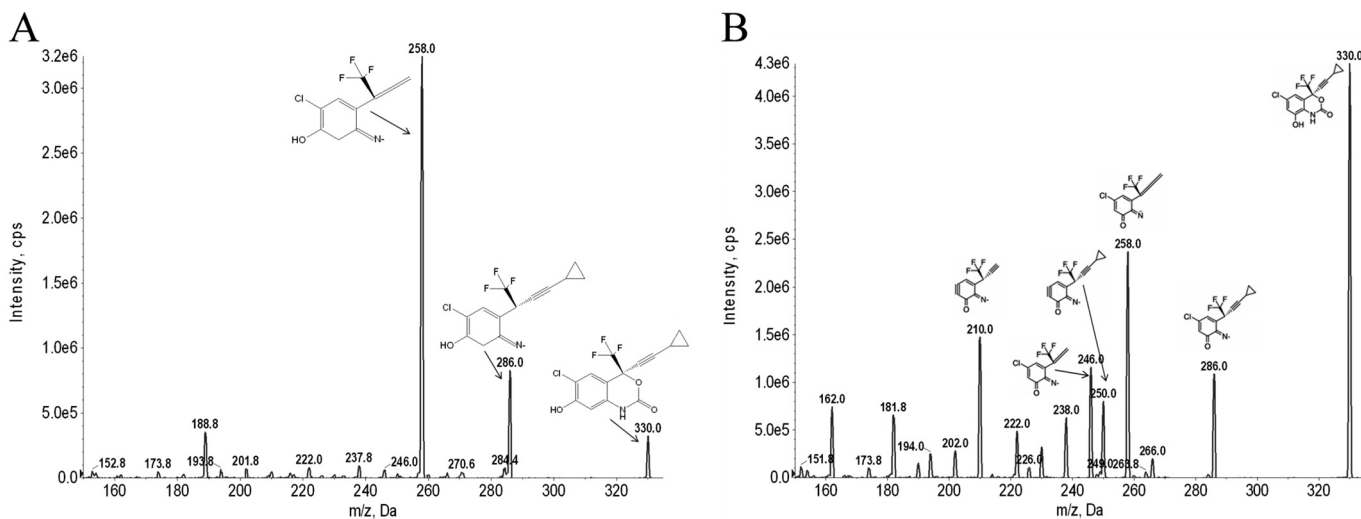 A
3.2e6
3.0e6
2.5e6
2.0e6
1.5e6
1.0e6
5.0e5
0.0
Intensity, cps
258.0
286.0
330.0
188.8
152.8
173.8
193.8
201.8
222.0
237.8
246.0
270.6
284.4
160
180
200
220
240
260
280
300
320
m/z, Da
F
F
F
Cl
HO
N-
F
F
F
Cl
HO
N-
F
F
F
Cl
HO
O
N
H
O
B
4.3e6
4.0e6
3.5e6
3.0e6
2.5e6
2.0e6
1.5e6
1.0e6
5.0e5
0.0
Intensity, cps
330.0
258.0
210.0
246.0
250.0
286.0
162.0
181.8
151.8
173.8
194.0
202.0
222.0
226.0
238.0
249.0
266.0
160
180
200
220
240
260
280
300
320
m/z, Da
F
F
F
Cl
O
O
NH
OH
F
F
F
Cl
N
O
F
F
F
N-
O
F
F
F
N-
O
F
F
F
Cl
N-
O
F
F
F
Cl
N-
O